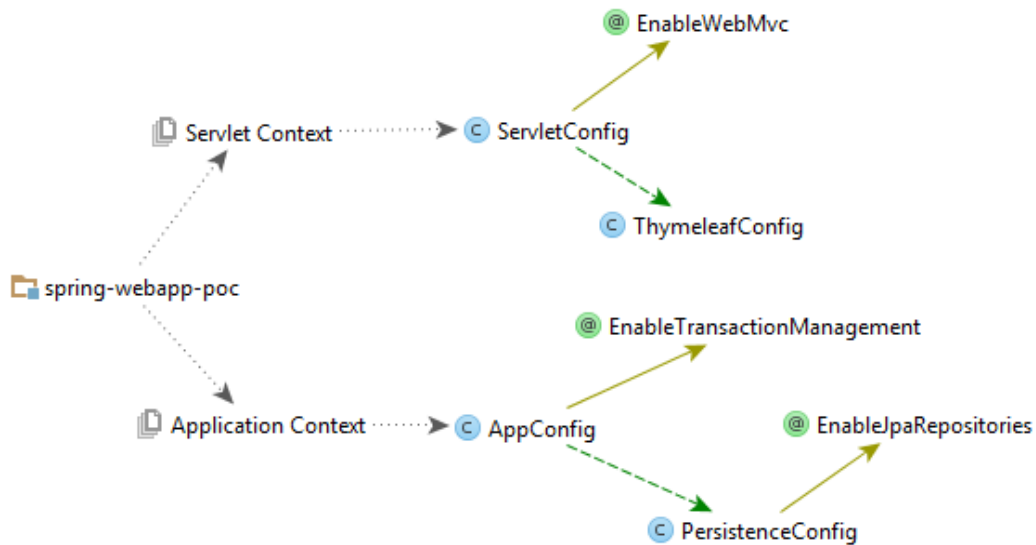 @ EnableWebMvc
Servlet Context
C ServletConfig
C ThymeleafConfig
spring-webapp-poc
@ EnableTransactionManagement
Application Context
C AppConfig
@ EnableJpaRepositories
C PersistenceConfig